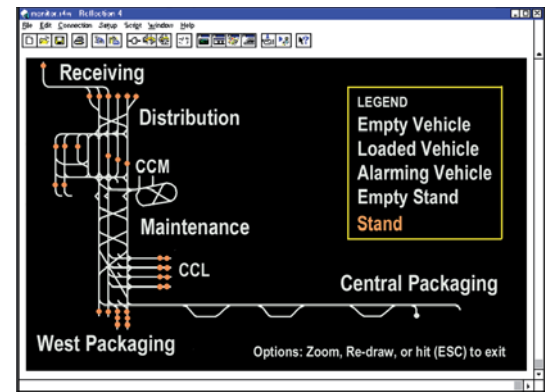 monitor.r4w Reflection 4
File Edit Connection Setup Script Window Help
Receiving
Distribution
CCM
Maintenance
CCL
Central Packaging
West Packaging
LEGEND
Empty Vehicle
Loaded Vehicle
Alarming Vehicle
Empty Stand
Stand
Options: Zoom, Re-draw, or hit (ESC) to exit